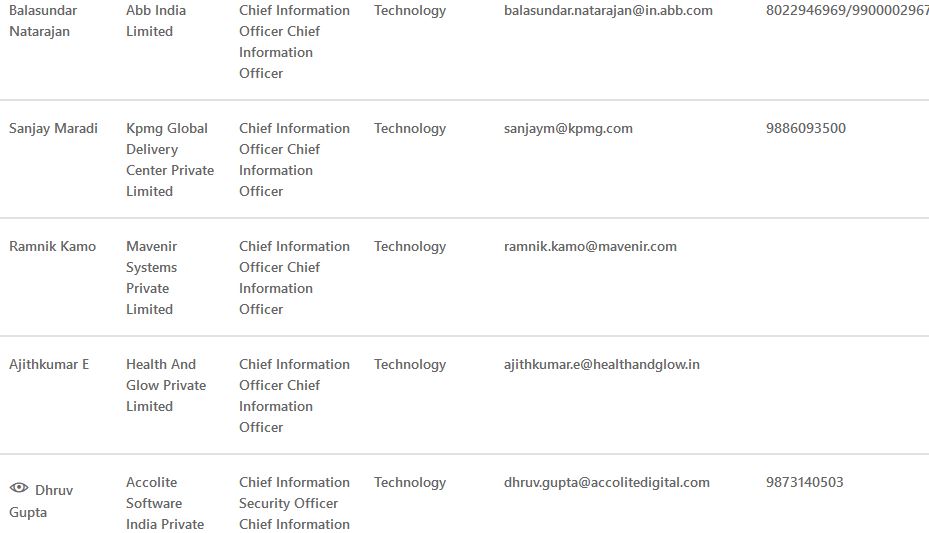 Balasundar Abb India Chief Information Technology balasundar.natarajan@in.abb.com 8022946969/9900002967
Natarajan Limited Officer Chief
Information
Officer
Sanjay Maradi Kpmg Global Chief Information Technology sanjaym@kpmg.com 9886093500
Delivery Officer Chief
Center Private Information
Limited Officer
Ramnik Kamo Mavenir Chief Information Technology ramnik.kamo@mavenir.com
Systems Officer Chief
Private Information
Limited Officer
Ajithkumar E Health And Chief Information Technology ajithkumar.e@healthandglow.in
Glow Private Officer Chief
Limited Information
Officer
Dhruv Accolite Chief Information Technology dhruv.gupta@accolitedigital.com 9873140503
Gupta Software Security Officer
India Private Chief Information